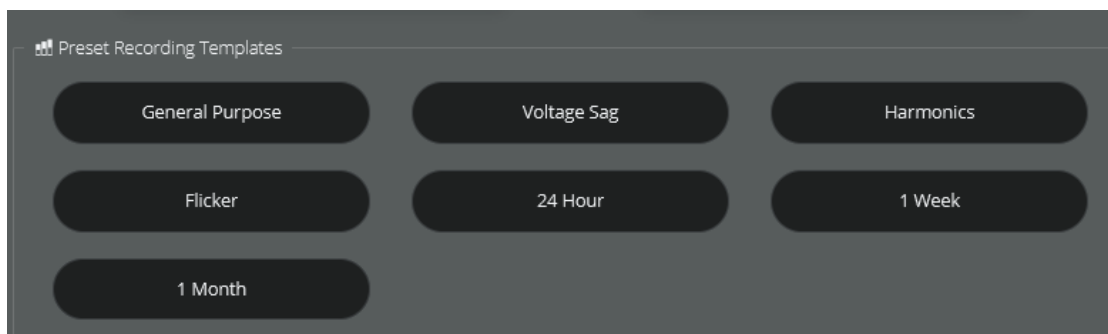 Preset Recording Templates
General Purpose
Voltage Sag
Harmonics
Flicker
24 Hour
1 Week
1 Month